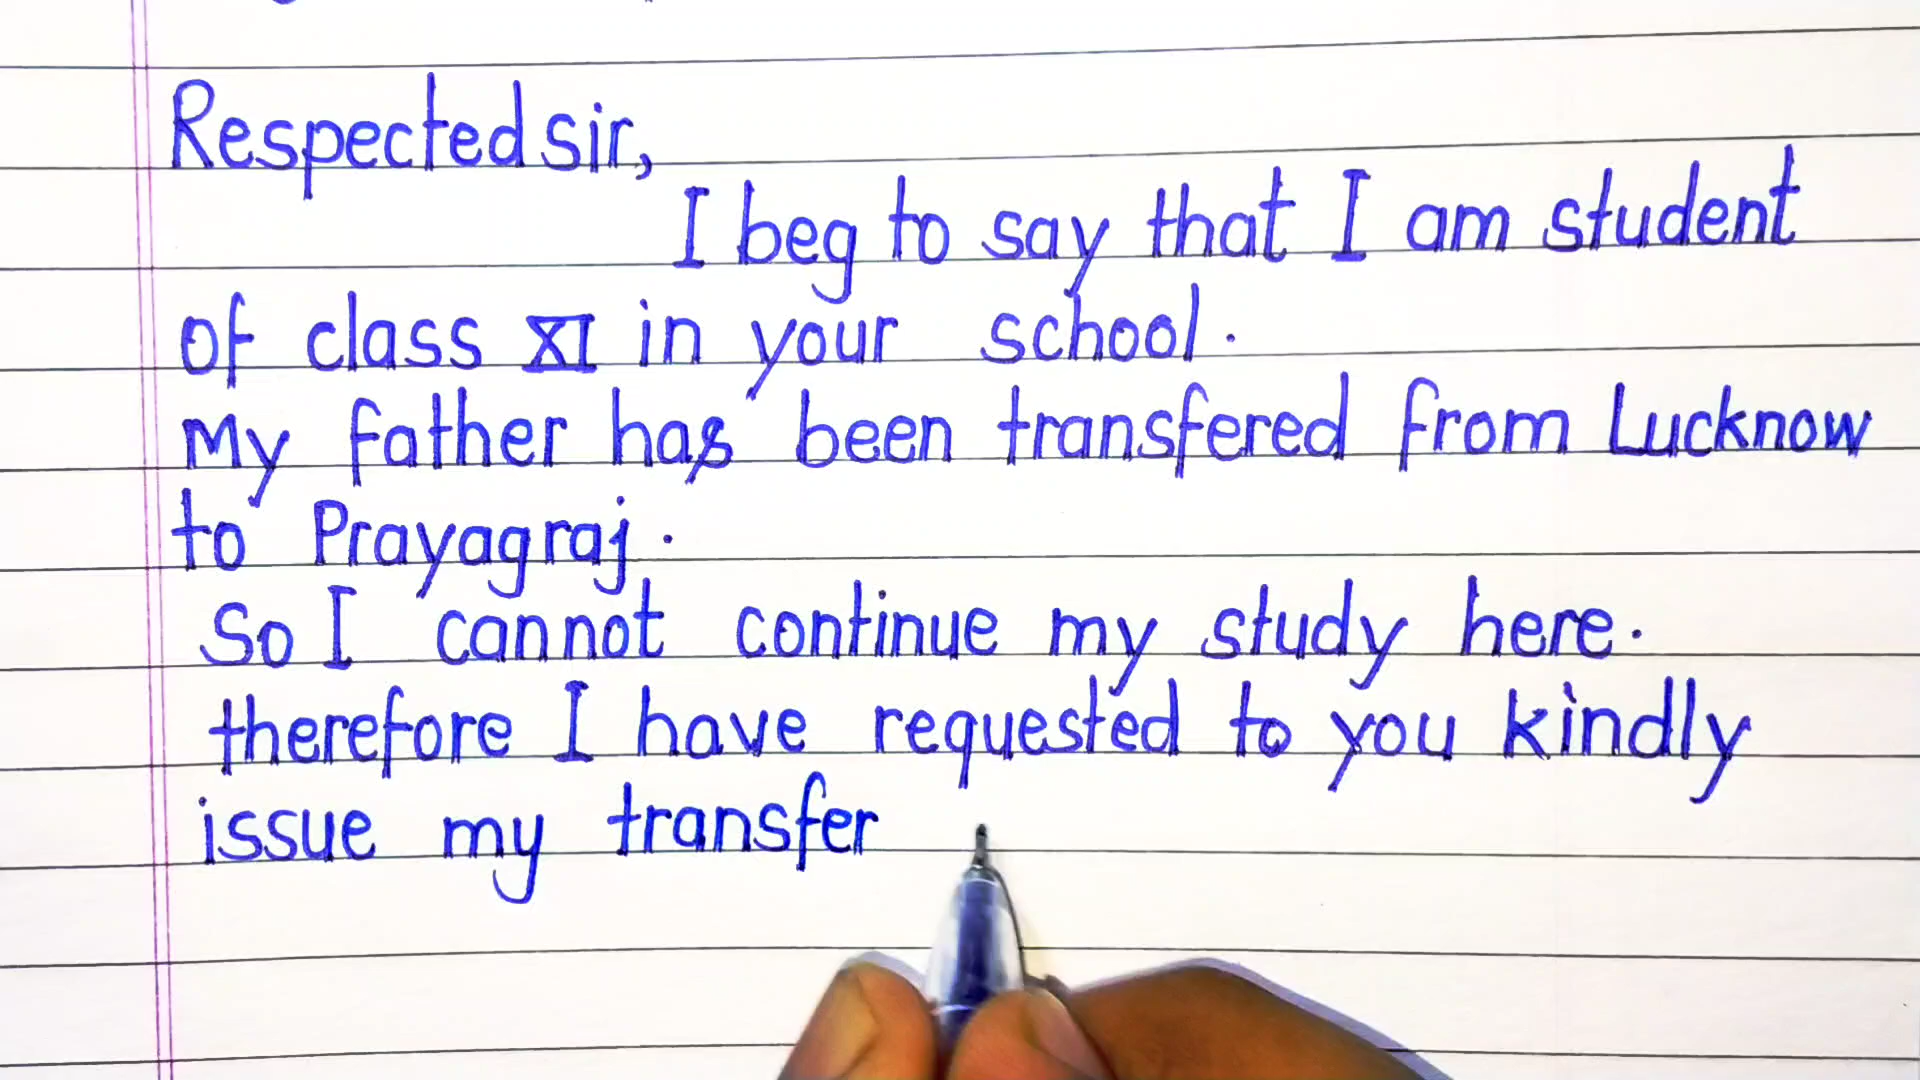 Respected sir,
I beg to say that I am student
of class XI in your school.
My father has been transfered from Lucknow
to Prayagraj.
So I cannot continue my study here.
therefore I have requested to you kindly
issue my transfer